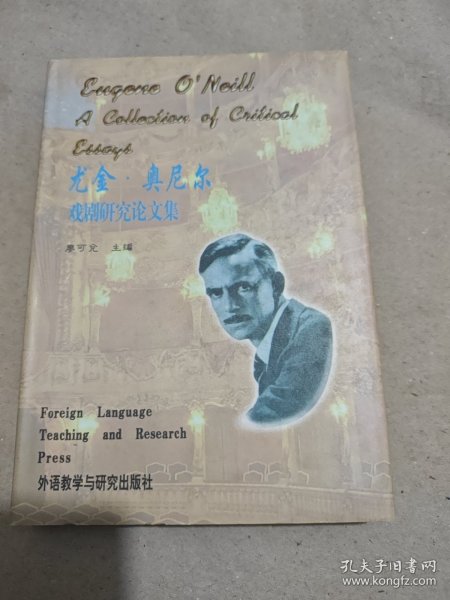 Eugene O'Neill
A Collection of Critical
Essays
尤金·奥尼尔
戏剧研究论文集
廖可兑 主编
Foreign Language
Teaching and Research
Press
外语教学与研究出版社
孔夫子旧书网
www.kongfz.com